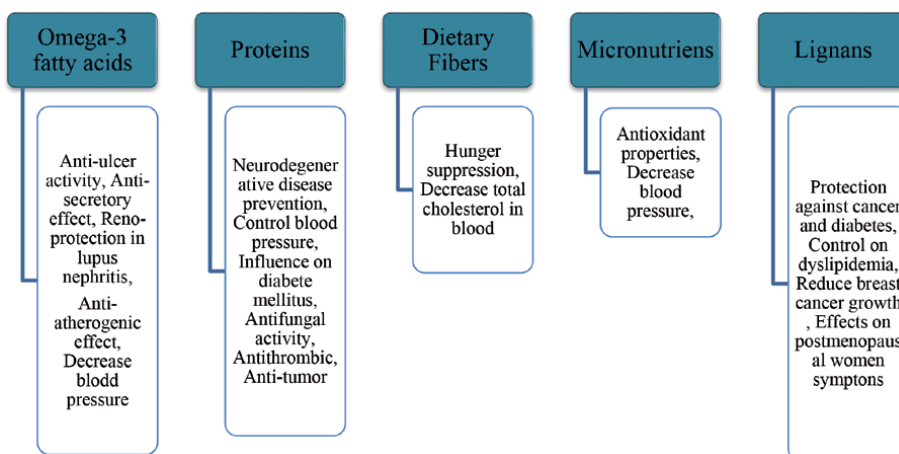 Omega-3
fatty acids
Anti-ulcer
activity, Anti-
secretory
effect, Reno-
protection in
lupus
nephritis,
Anti-
atherogenic
effect,
Decrease
blodd
pressure
Proteins
Neurodegener
ative disease
prevention,
Control blood
pressure,
Influence on
diabete
mellitus,
Antifungal
activity,
Antithrombic,
Anti-tumor
Dietary
Fibers
Hunger
suppression,
Decrease total
cholesterol in
blood
Micronutriens
Antioxidant
properties,
Decrease
blood
pressure,
Lignans
Protection
against cancer
and diabetes,
Control on
dyslipidemia,
Reduce breast
cancer growth
, Effects on
postmenopaus
al women
symptons